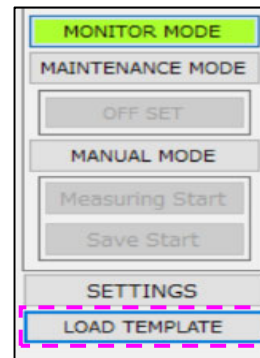 MONITOR MODE
MAINTENANCE MODE
OFF SET
MANUAL MODE
Measuring Start
Save Start
SETTINGS
LOAD TEMPLATE